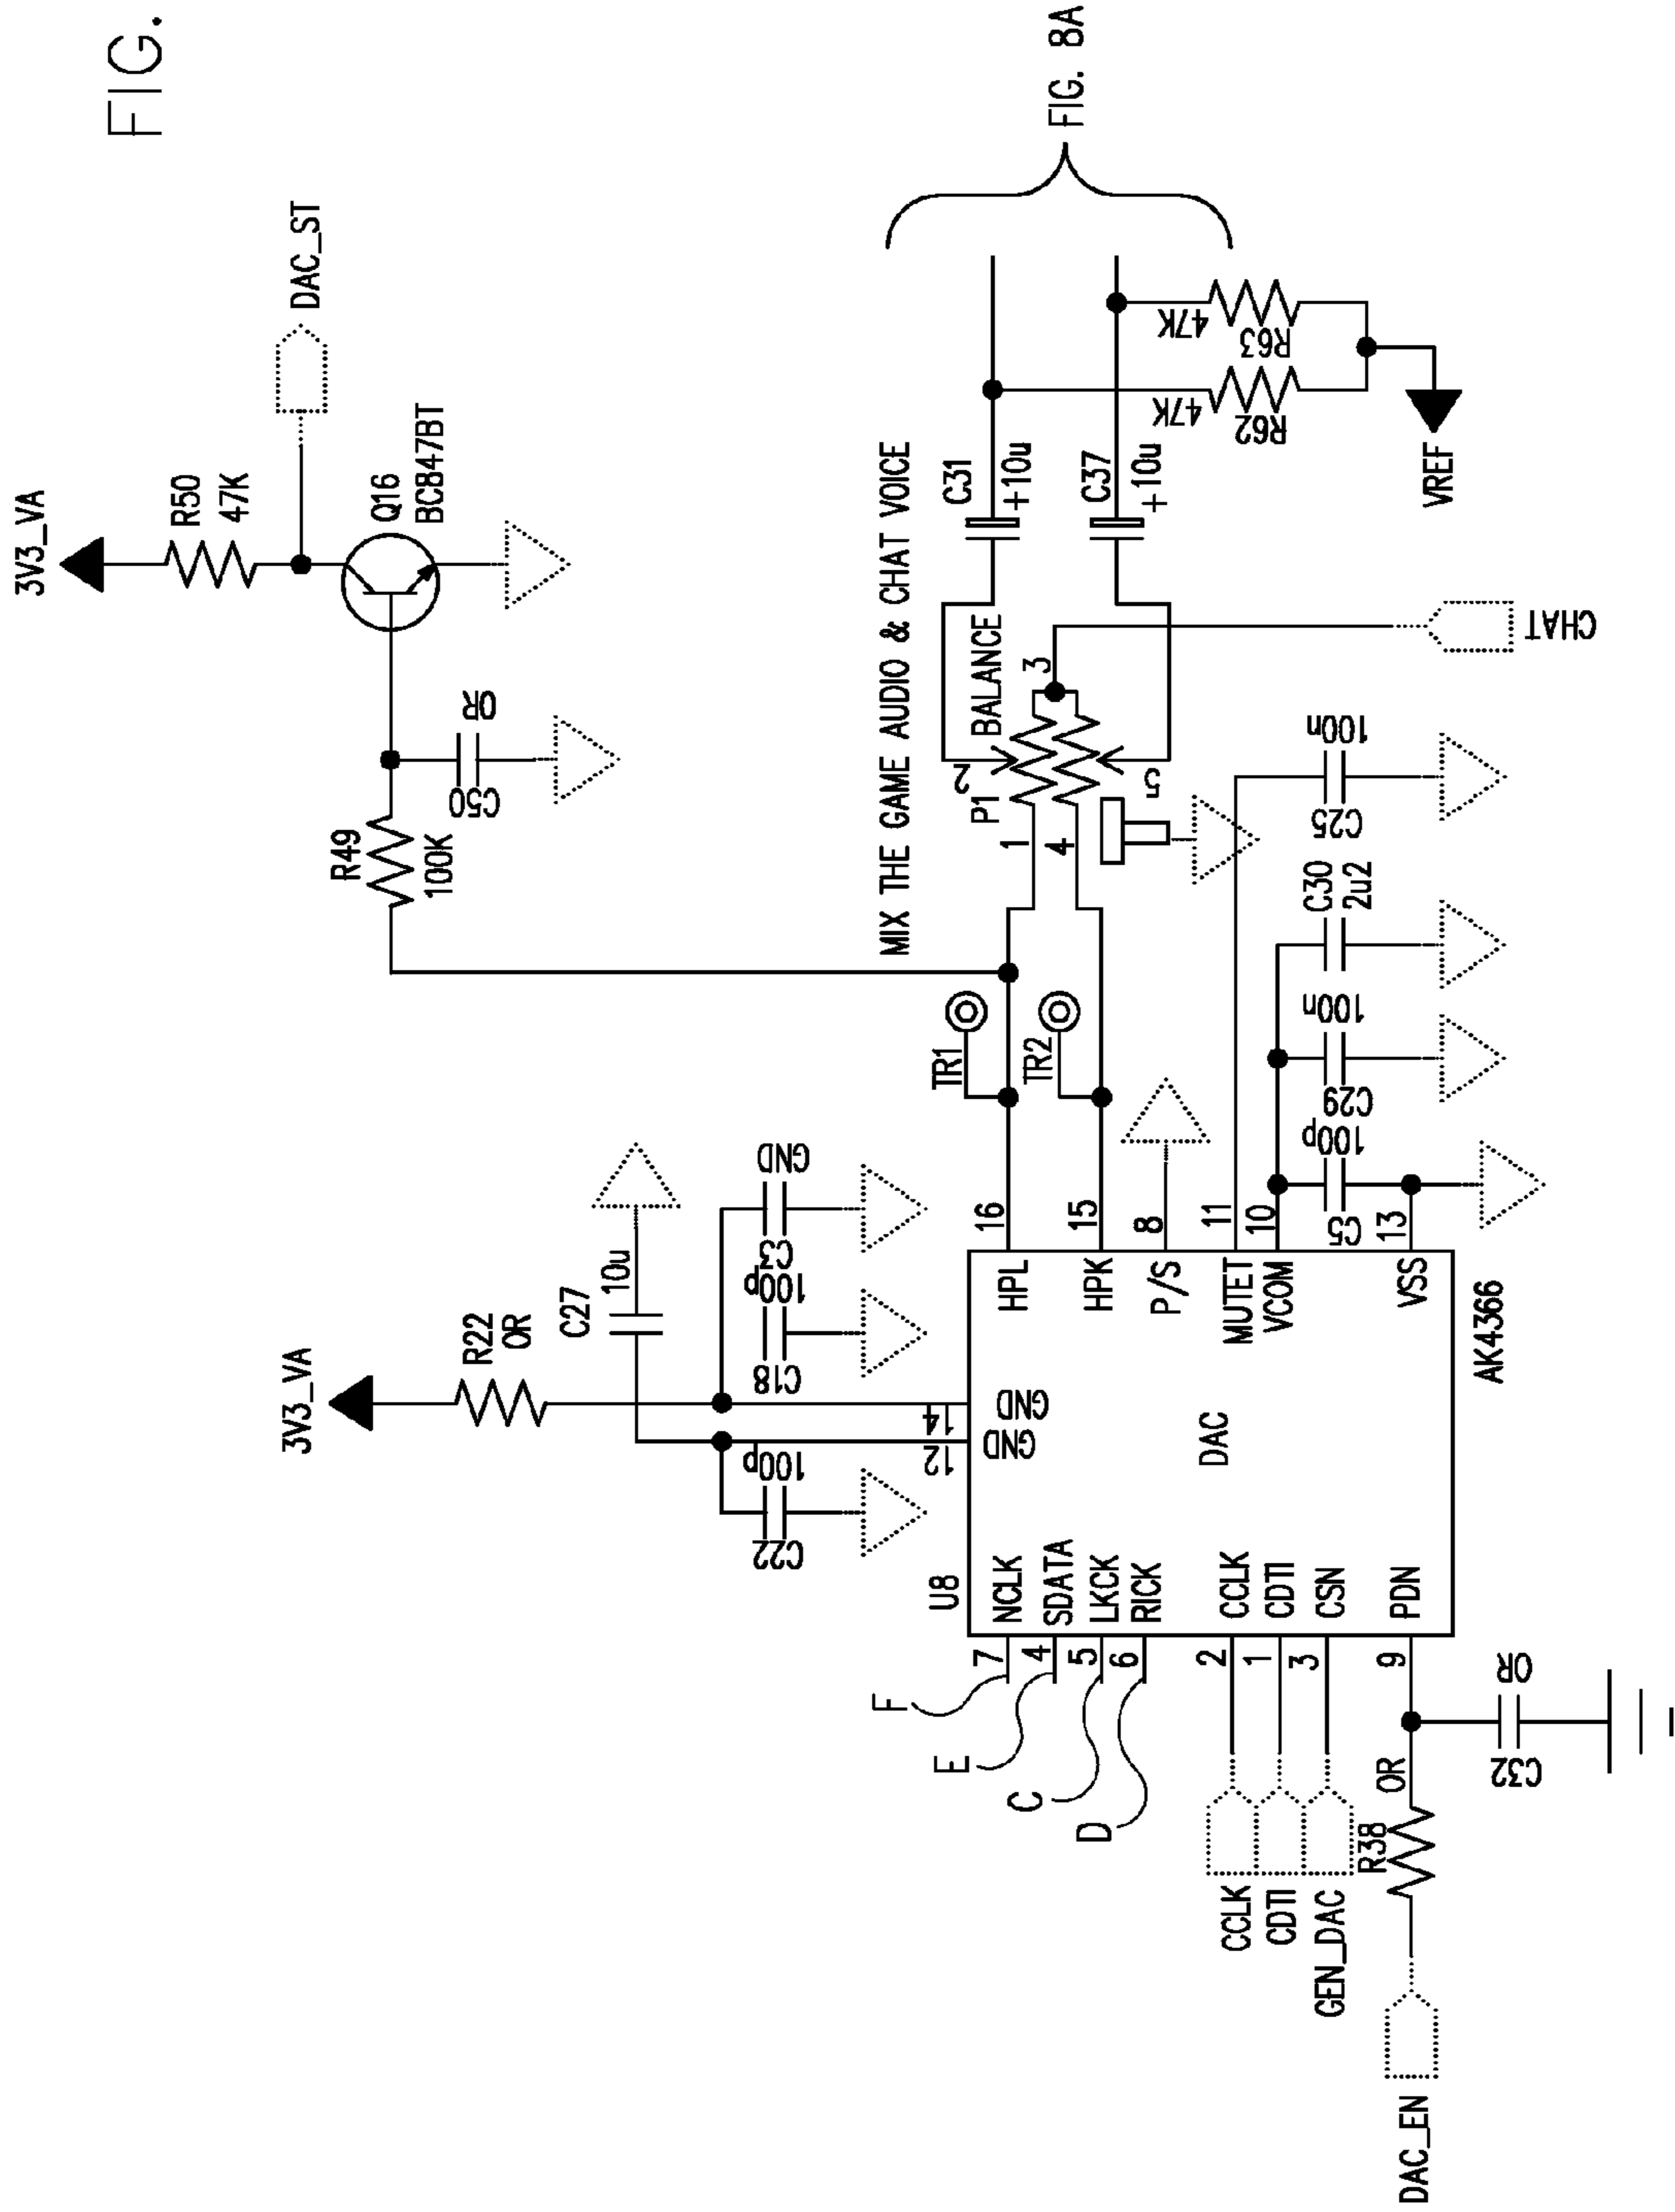 FIG.
3V3_VA
R50
47K
DAC_ST
Q16
BC847BT
R49
100K
C50
OR
3V3_VA
R22
OR
C27
10u
C22
100p
C18
100p
C3
GND
12
14
GND
GND
MIX THE GAME AUDIO & CHAT VOICE
TR1
TR2
P1
BALANCE
1
2
3
4
5
C31
+10u
C37
+10u
FIG. 8A
47K
R62
47K
R63
VREF
CHAT
U8
DAC
AK4366
F
7
NCLK
E
4
SDATA
C
5
LKCK
D
6
RICK
CCLK
2
CCLK
CDTI
1
CDTI
GEN_DAC
3
CSN
DAC_EN
R38
OR
9
PDN
C32
OR
HPL
16
HPK
15
P/S
8
MUTET
11
VCOM
10
VSS
13
C5
100p
C29
100n
C30
2u2
C25
100n